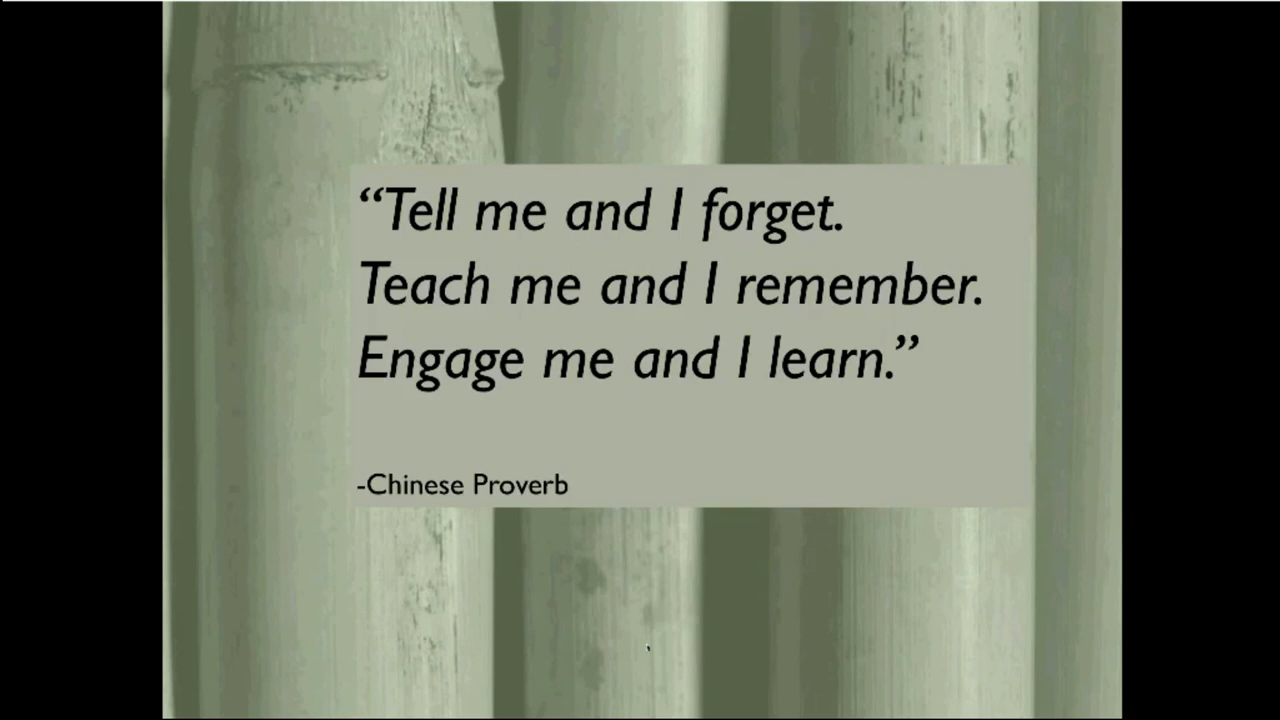 “Tell me and I forget.
Teach me and I remember.
Engage me and I learn.”
-Chinese Proverb